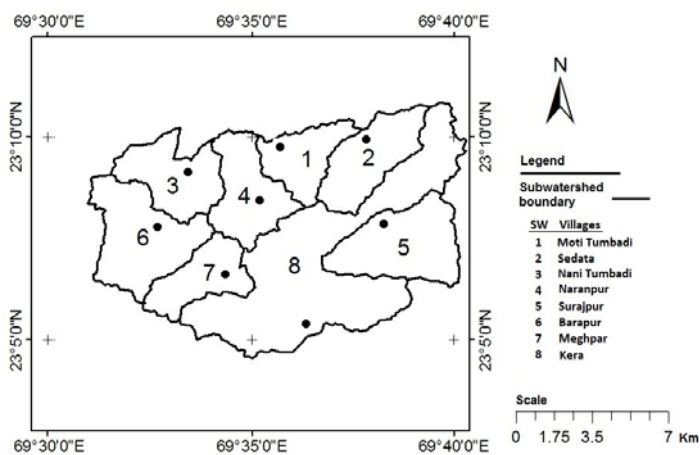 69°30'0"E 69°35'0"E 69°40'0"E
N
23°10'0"N 23°10'0"N
1
2
3
4
5
6
7
8
23°5'0"N 23°5'0"N
69°30'0"E 69°35'0"E 69°40'0"E
Legend
Subwatershed
boundary
SW Villages
1 Moti Tumbadi
2 Sedata
3 Nani Tumbadi
4 Naranpur
5 Surajpur
6 Barapur
7 Meghpar
8 Kera
Scale
0 1.75 3.5 7 Km